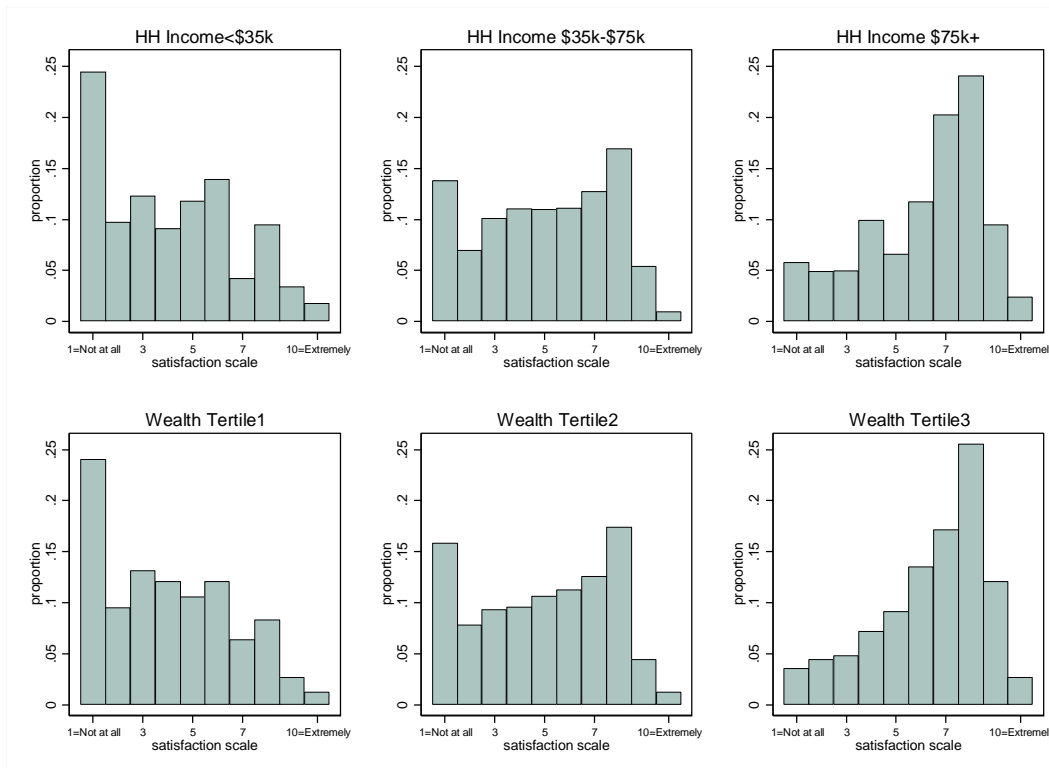 HH Income<$35k
proportion
.25
.2
.15
.1
.05
0
1=Not at all 3 5 7 10=Extremely
satisfaction scale
HH Income $35k-$75k
proportion
.25
.2
.15
.1
.05
0
1=Not at all 3 5 7 10=Extremely
satisfaction scale
HH Income $75k+
proportion
.25
.2
.15
.1
.05
0
1=Not at all 3 5 7 10=Extremel
satisfaction scale
Wealth Tertile1
proportion
.25
.2
.15
.1
.05
0
1=Not at all 3 5 7 10=Extremely
satisfaction scale
Wealth Tertile2
proportion
.25
.2
.15
.1
.05
0
1=Not at all 3 5 7 10=Extremely
satisfaction scale
Wealth Tertile3
proportion
.25
.2
.15
.1
.05
0
1=Not at all 3 5 7 10=Extremel
satisfaction scale